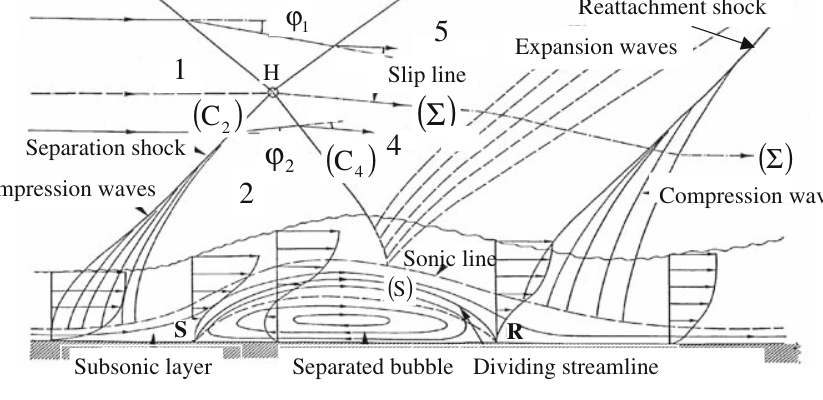 Reattachment shock
φ1
5
Expansion waves
1
H
Slip line
(C2)
(Σ)
Separation shock
φ2
(C4)
4
(Σ)
mpression waves
2
Compression wav
Sonic line
(S)
S
R
Subsonic layer
Separated bubble
Dividing streamline